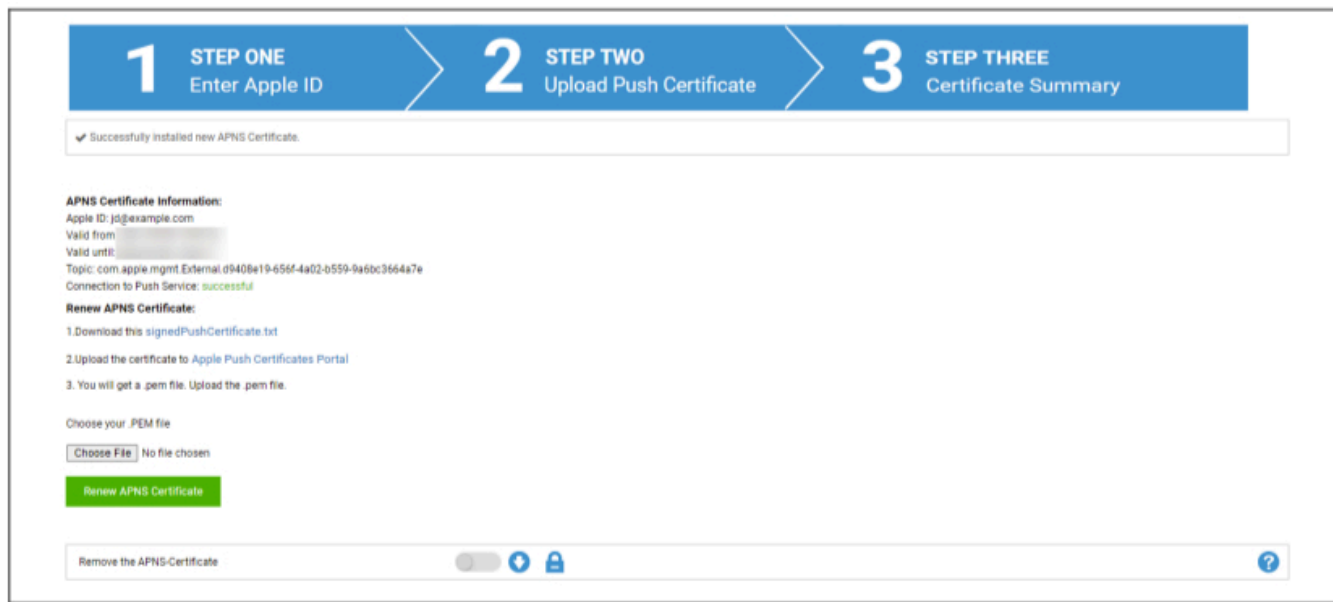 1 STEP ONE
Enter Apple ID
2 STEP TWO
Upload Push Certificate
3 STEP THREE
Certificate Summary
Successfully installed new APNS Certificate.
APNS Certificate Information:
Apple ID: jd@example.com
Valid from
Valid until:
Topic: com.apple.mgmt.External.d9408e19-656f-4a02-b559-9a6bc3664a7e
Connection to Push Service: successful
Renew APNS Certificate:
1.Download this signedPushCertificate.txt
2.Upload the certificate to Apple Push Certificates Portal
3. You will get a .pem file. Upload the .pem file.
Choose your .PEM file
Choose File No file chosen
Renew APNS Certificate
Remove the APNS-Certificate
?